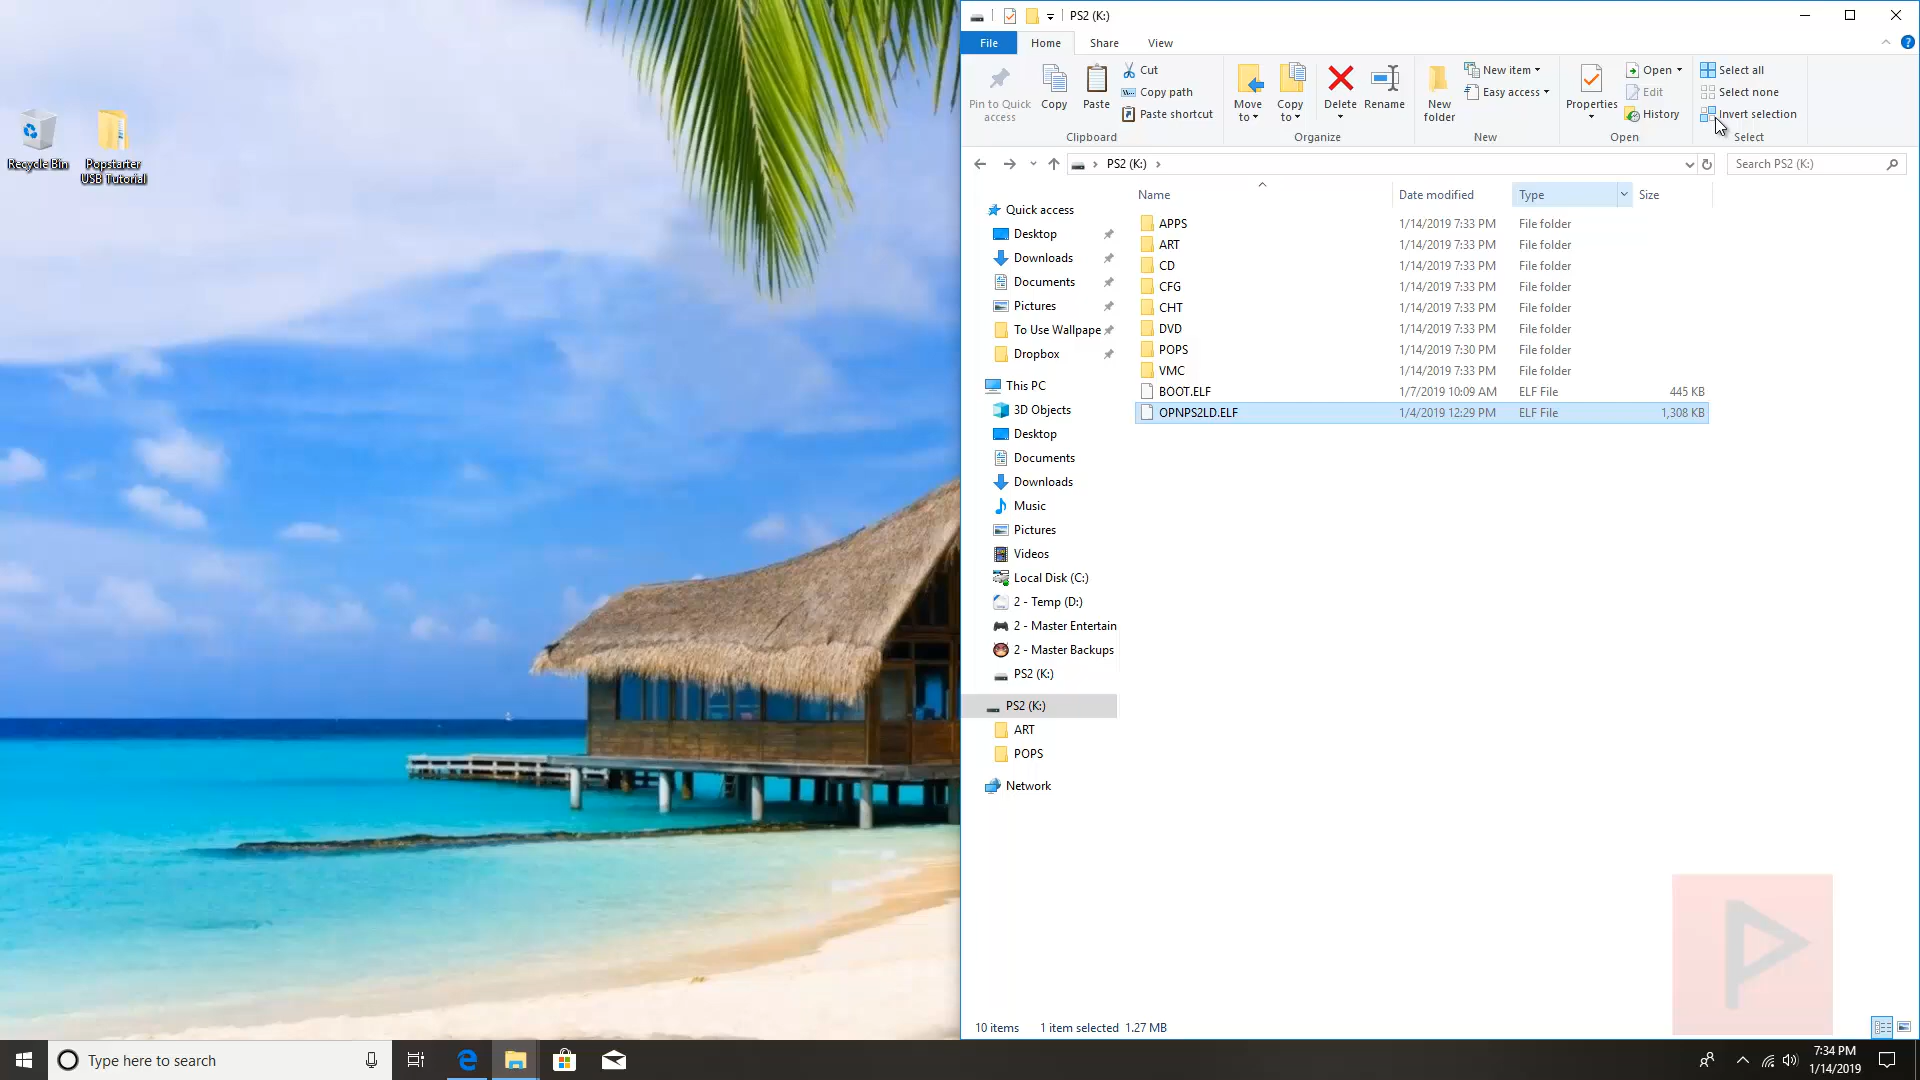 Recycle Bin
Popstarter
USB Tutorial
PS2 (K:)
File Home Share View
Pin to Quick
access
Copy
Paste
Cut
Copy path
Paste shortcut
Clipboard
Move
to
Copy
to
Delete
Rename
Organize
New
folder
New item
Easy access
New
Properties
Open
Edit
History
Open
Select all
Select none
Invert selection
Select
PS2 (K:)
Search PS2 (K:)
Name Date modified Type Size
Quick access
Desktop
Downloads
Documents
Pictures
To Use Wallpape
Dropbox
This PC
3D Objects
Desktop
Documents
Downloads
Music
Pictures
Videos
Local Disk (C:)
2 - Temp (D:)
2 - Master Entertain
2 - Master Backups
PS2 (K:)
PS2 (K:)
ART
POPS
Network
APPS 1/14/2019 7:33 PM File folder
ART 1/14/2019 7:33 PM File folder
CD 1/14/2019 7:33 PM File folder
CFG 1/14/2019 7:33 PM File folder
CHT 1/14/2019 7:33 PM File folder
DVD 1/14/2019 7:33 PM File folder
POPS 1/14/2019 7:30 PM File folder
VMC 1/14/2019 7:33 PM File folder
BOOT.ELF 1/7/2019 10:09 AM ELF File 445 KB
OPNPS2LD.ELF 1/4/2019 12:29 PM ELF File 1,308 KB
10 items 1 item selected 1.27 MB
P
Type here to search
7:34 PM
1/14/2019